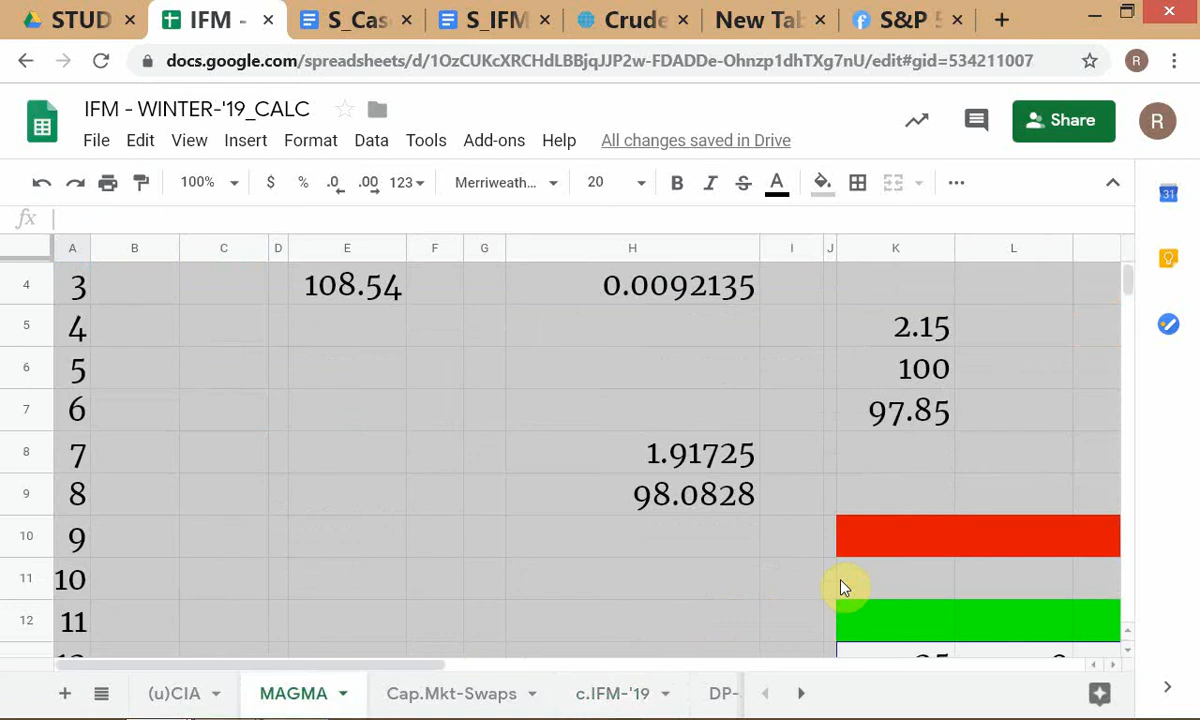 STUD × IFM - × S_Cas × S_IFM × Crude × New Tab × S&P 5 × +
docs.google.com/spreadsheets/d/1OzCUKcXRCHdLBBjqJJP2w-FDADDe-Ohnzp1dhTXg7nU/edit#gid=534211007 R
IFM - WINTER-'19_CALC
Share R
File Edit View Insert Format Data Tools Add-ons Help All changes saved in Drive
100% $ % .0 .00 123 Merriweath... 20 B I S A
31
fx
A B C D E F G H I J K L
4 3 108.54 0.0092135
5 4 2.15
6 5 100
7 6 97.85
8 7 1.91725
9 8 98.0828
10 9
11 10
12 11
+ (u)CIA MAGMA Cap.Mkt-Swaps c.IFM-'19 DP-